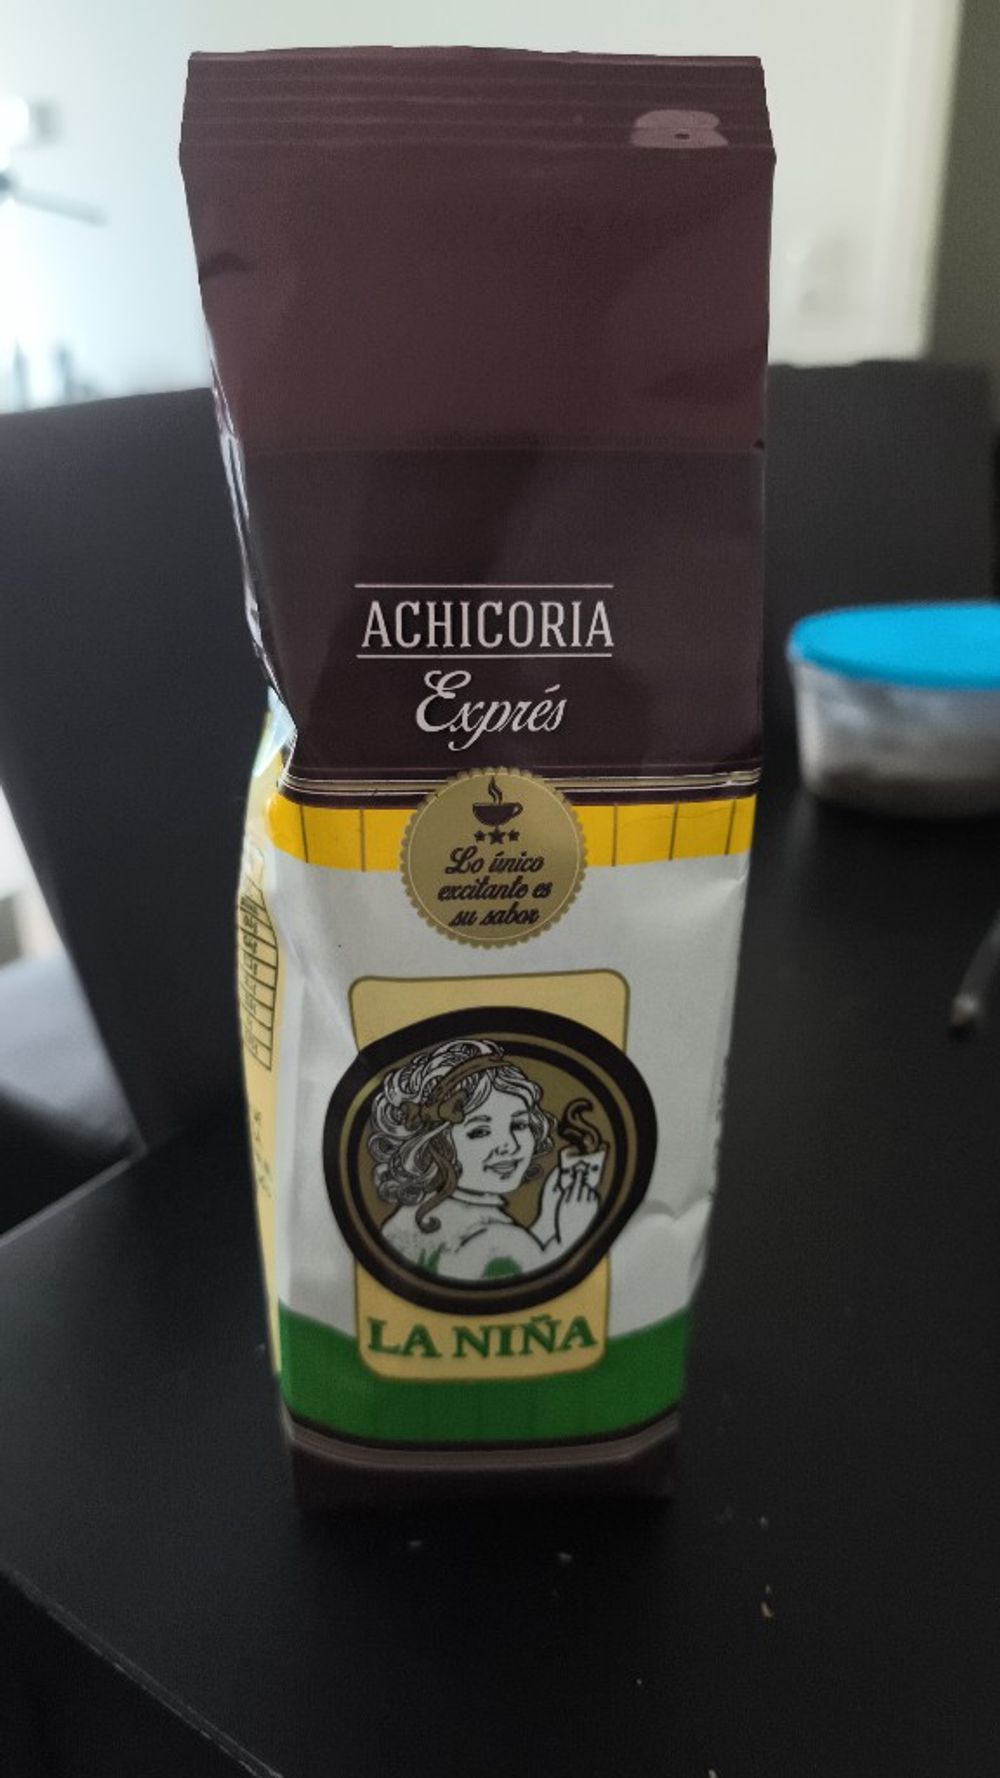 ACHICORIA
Exprés
Lo único
excitante es
su sabor
LA NIÑA